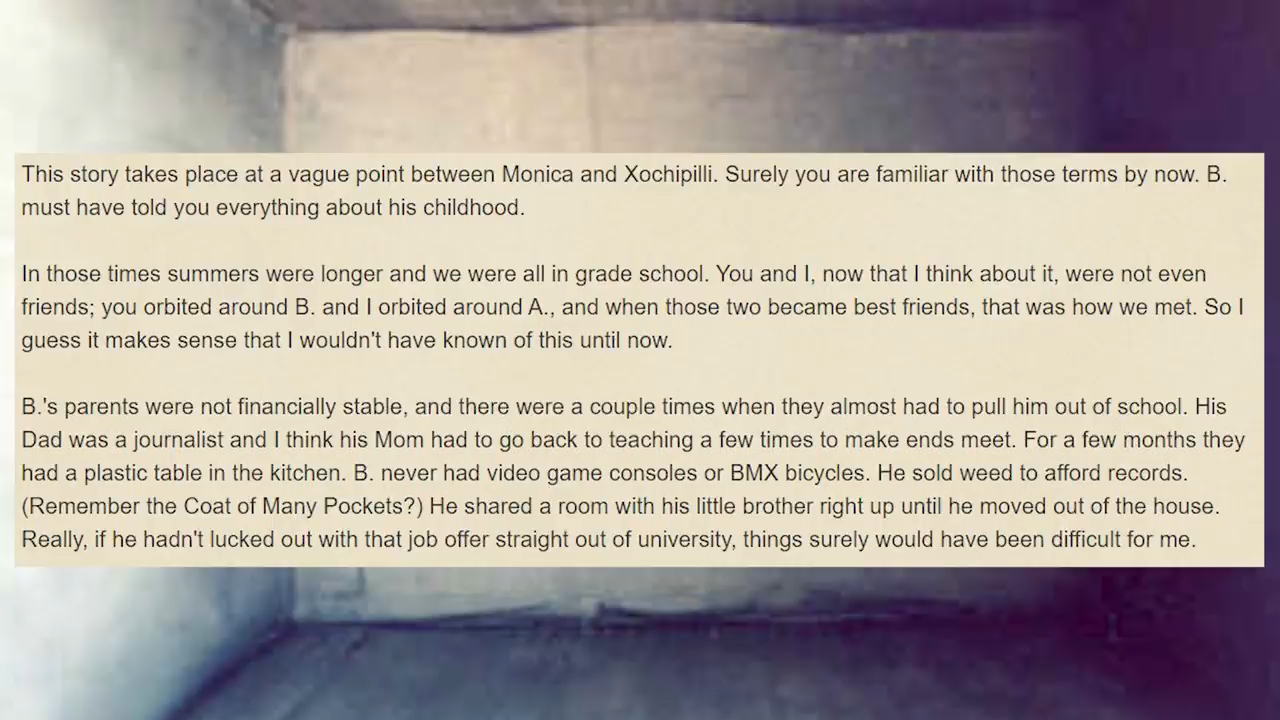 This story takes place at a vague point between Monica and Xochipilli. Surely you are familiar with those terms by now. B.
must have told you everything about his childhood.
In those times summers were longer and we were all in grade school. You and I, now that I think about it, were not even
friends; you orbited around B. and I orbited around A., and when those two became best friends, that was how we met. So I
guess it makes sense that I wouldn't have known of this until now.
B.'s parents were not financially stable, and there were a couple times when they almost had to pull him out of school. His
Dad was a journalist and I think his Mom had to go back to teaching a few times to make ends meet. For a few months they
had a plastic table in the kitchen. B. never had video game consoles or BMX bicycles. He sold weed to afford records.
(Remember the Coat of Many Pockets?) He shared a room with his little brother right up until he moved out of the house.
Really, if he hadn't lucked out with that job offer straight out of university, things surely would have been difficult for me.